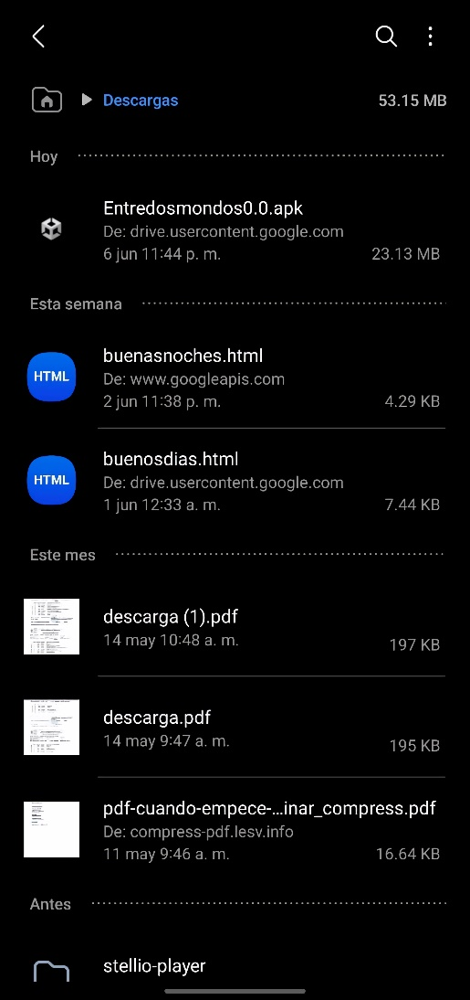 Descargas
53.15 MB
Hoy
Entredosmondos0.0.apk
De: drive.usercontent.google.com
6 jun 11:44 p. m.
23.13 MB
Esta semana
HTML
buenasnoches.html
De: www.googleapis.com
2 jun 11:38 p. m.
4.29 KB
HTML
buenosdias.html
De: drive.usercontent.google.com
1 jun 12:33 a. m.
7.44 KB
Este mes
descarga (1).pdf
14 may 10:48 a. m.
197 KB
descarga.pdf
14 may 9:47 a. m.
195 KB
pdf-cuando-empece-...inar_compress.pdf
De: compress-pdf.lesv.info
11 may 9:46 a. m.
16.64 KB
Antes
stellio-player